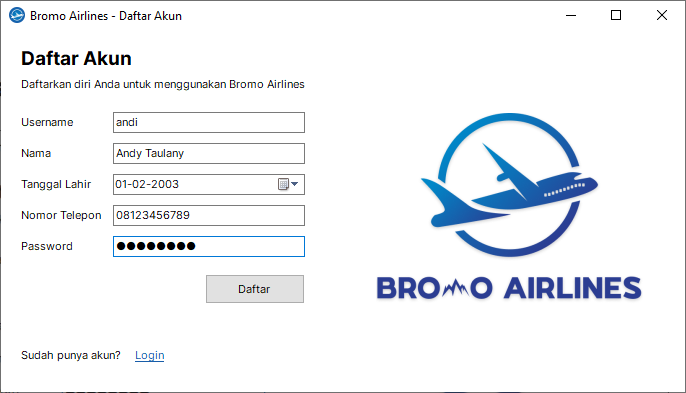 Bromo Airlines - Daftar Akun
Daftar Akun
Daftarkan diri Anda untuk menggunakan Bromo Airlines
Username andi
Nama Andy Taulany
Tanggal Lahir 01-02-2003
Nomor Telepon 08123456789
Password ●●●●●●●●
Daftar
Sudah punya akun? Login
BROMO AIRLINES